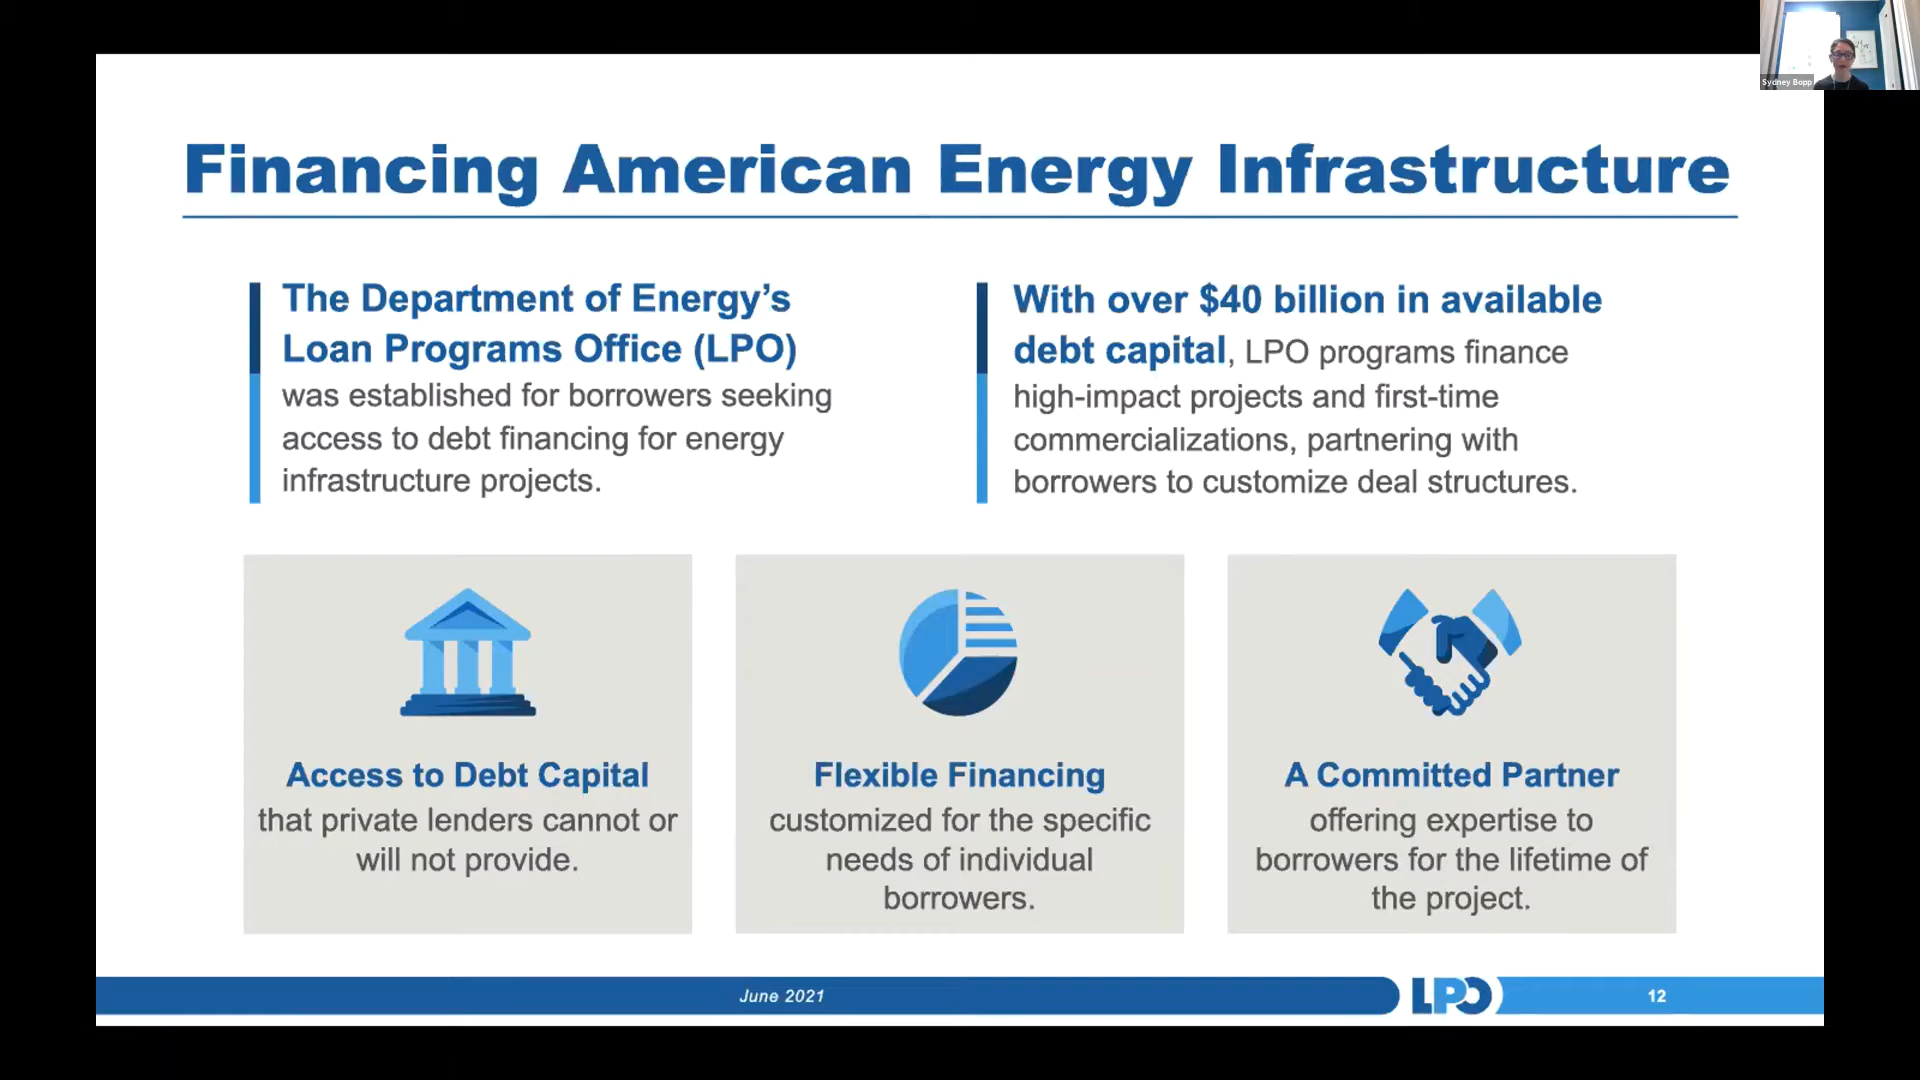 Sydney Bopp
Financing American Energy Infrastructure
The Department of Energy’s
Loan Programs Office (LPO)
was established for borrowers seeking
access to debt financing for energy
infrastructure projects.
With over $40 billion in available
debt capital, LPO programs finance
high-impact projects and first-time
commercializations, partnering with
borrowers to customize deal structures.
Access to Debt Capital
that private lenders cannot or
will not provide.
Flexible Financing
customized for the specific
needs of individual
borrowers.
A Committed Partner
offering expertise to
borrowers for the lifetime of
the project.
June 2021
LPO
12